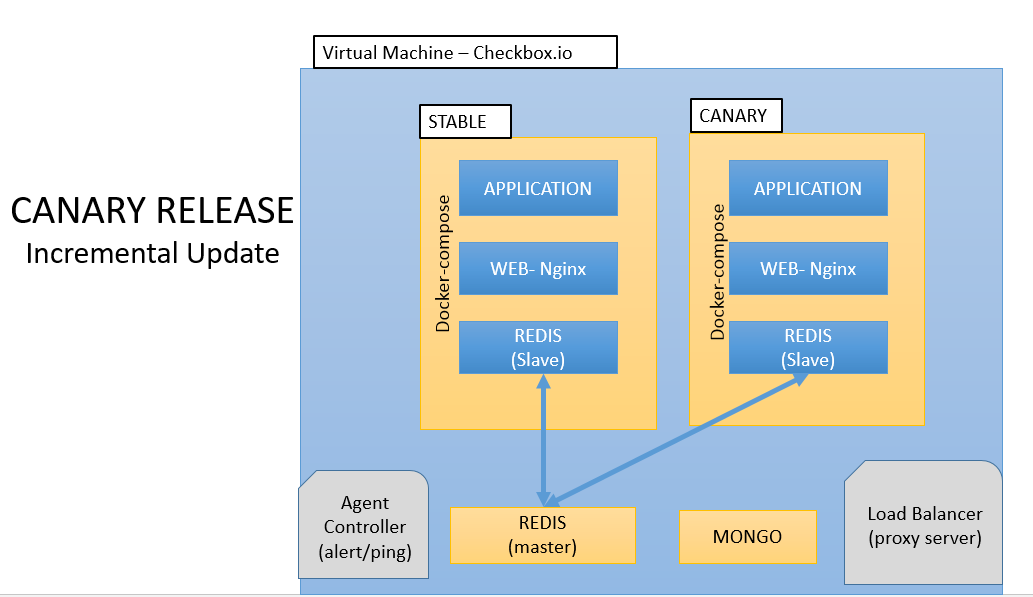 Virtual Machine – Checkbox.io
STABLE
CANARY
CANARY RELEASE
Incremental Update
Docker-compose
APPLICATION
WEB- Nginx
REDIS
(Slave)
Docker-compose
APPLICATION
WEB- Nginx
REDIS
(Slave)
Agent
Controller
(alert/ping)
REDIS
(master)
MONGO
Load Balancer
(proxy server)